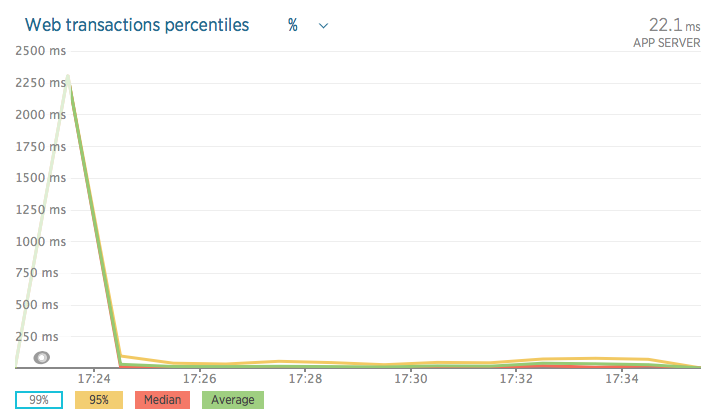 Web transactions percentiles % 22.1 ms
APP SERVER
2500 ms
2250 ms
2000 ms
1750 ms
1500 ms
1250 ms
1000 ms
750 ms
500 ms
250 ms
17:24 17:26 17:28 17:30 17:32 17:34
99% 95% Median Average